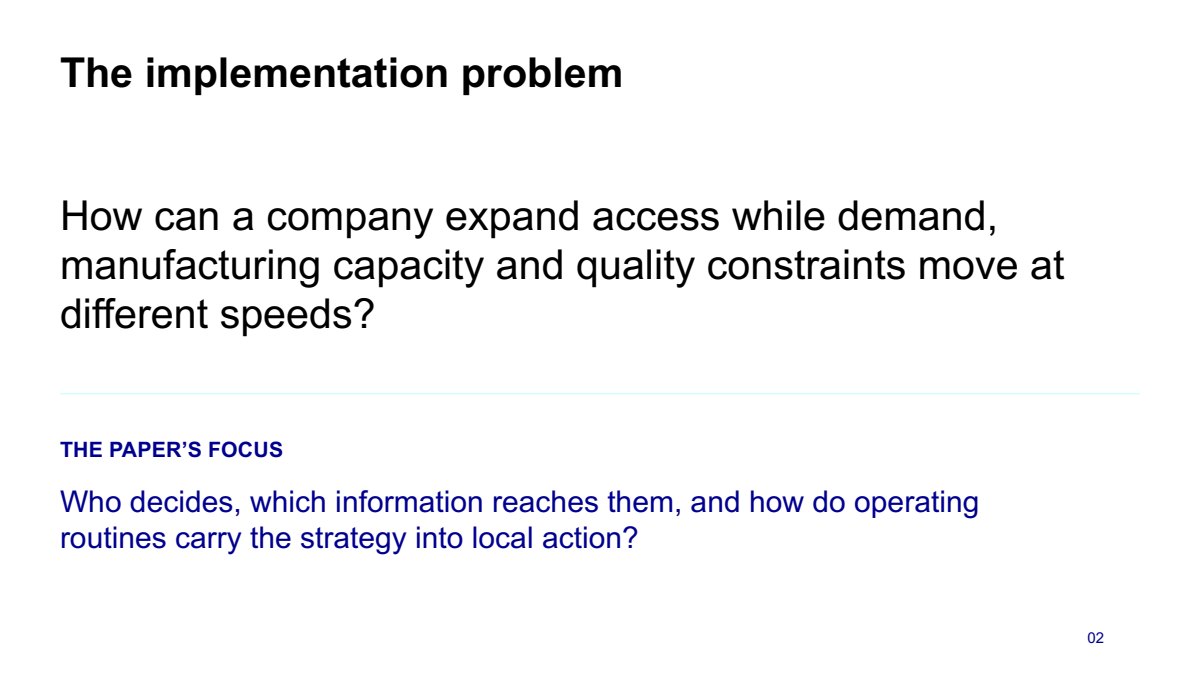 The implementation problem
How can a company expand access while demand,
manufacturing capacity and quality constraints move at
different speeds?
THE PAPER’S FOCUS
Who decides, which information reaches them, and how do operating
routines carry the strategy into local action?
02